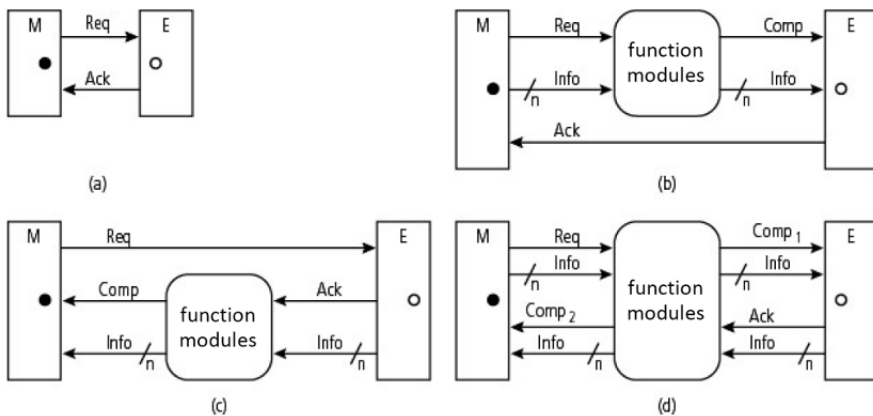 M Req E
Ack
(a)
M Req function modules Comp E
n Info n Info
Ack
(b)
M Req E
Comp function modules Ack
Info n Info n
(c)
M Req function modules Comp 1 E
n Info n Info
Comp 2 Ack
Info n Info n
(d)